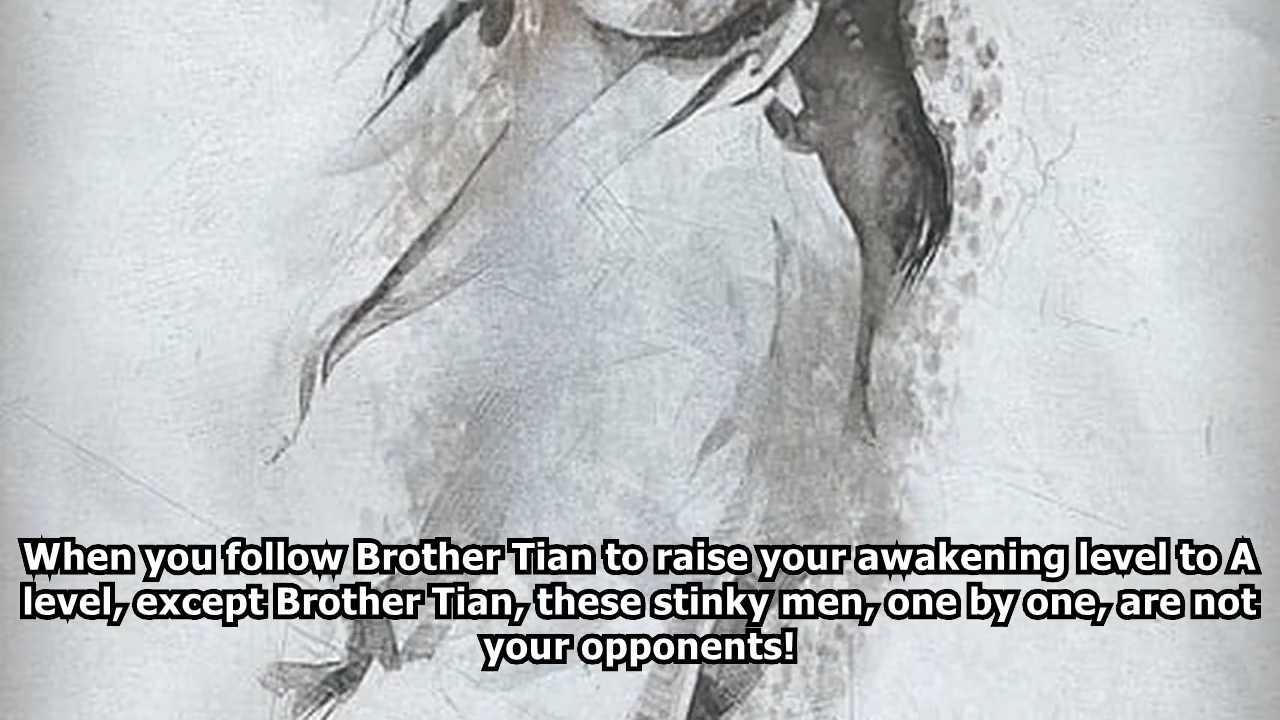 When you follow Brother Tian to raise your awakening level to A
level, except Brother Tian, these stinky men, one by one, are not
your opponents!